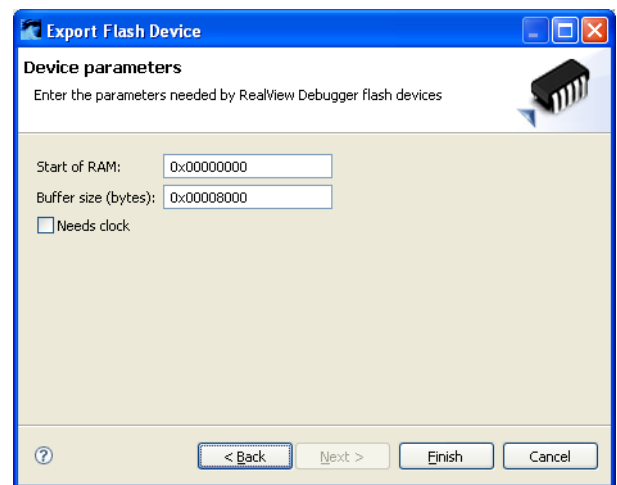 Export Flash Device
Device parameters
Enter the parameters needed by RealView Debugger flash devices
Start of RAM: 0x00000000
Buffer size (bytes): 0x00008000
Needs clock
? < Back Next > Finish Cancel